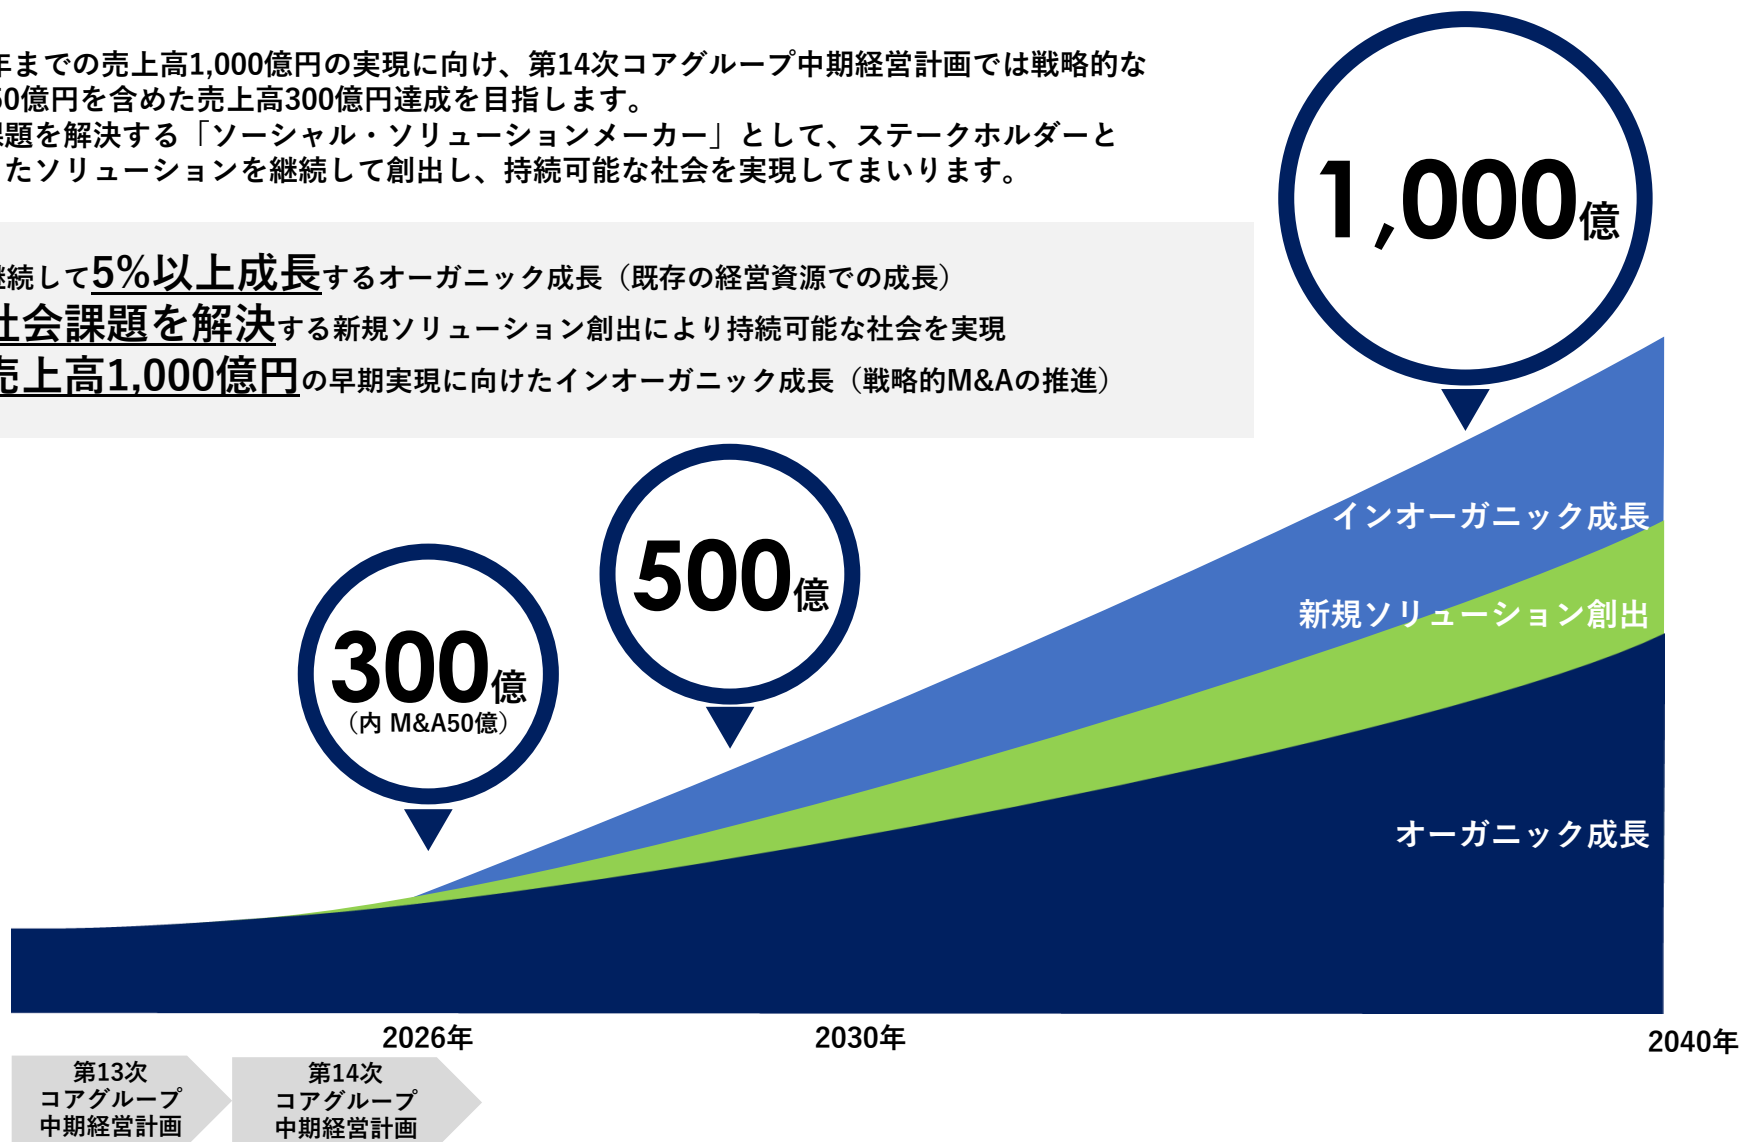 年までの売上高1,000億円の実現に向け、第14次コアグループ中期経営計画では戦略的な
50億円を含めた売上高300億円達成を目指します。
課題を解決する「ソーシャル・ソリューションメーカー」として、ステークホルダーと
したソリューションを継続して創出し、持続可能な社会を実現してまいります。
継続して5%以上成長するオーガニック成長（既存の経営資源での成長）
社会課題を解決する新規ソリューション創出により持続可能な社会を実現
売上高1,000億円の早期実現に向けたインオーガニック成長（戦略的M&Aの推進）
1,000億
500億
300億
（内 M&A50億）
インオーガニック成長
新規ソリューション創出
オーガニック成長
2026年
2030年
2040年
第13次
コアグループ
中期経営計画
第14次
コアグループ
中期経営計画